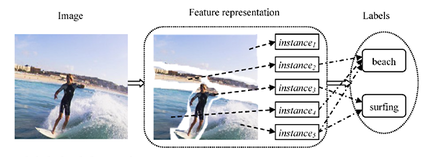 Image
Feature representation
Labels
instance1
instance2
instance3
instance4
instance5
beach
surfing